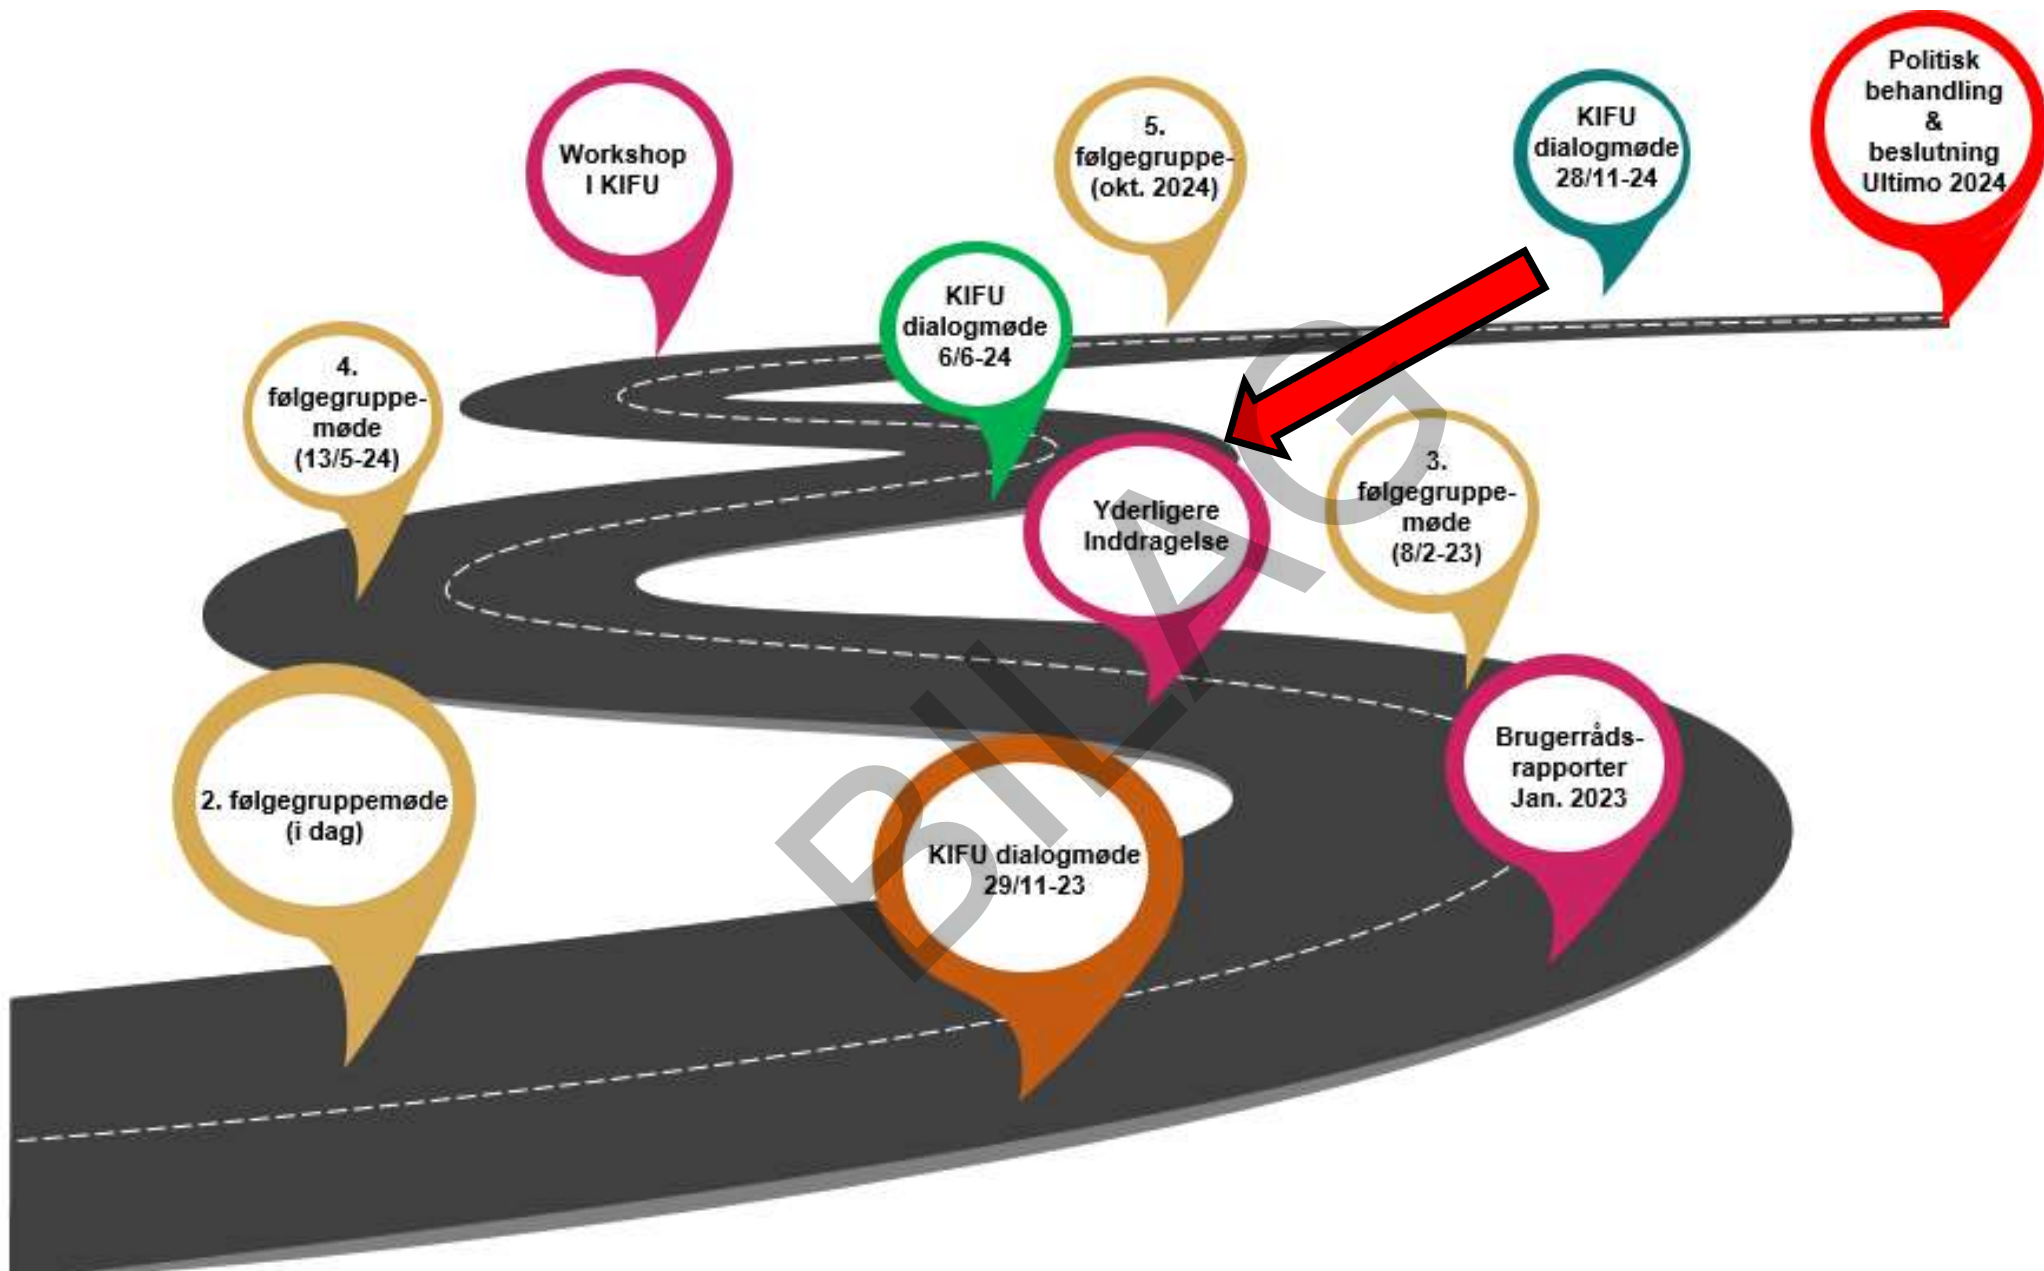 Politisk
behandling
&
beslutning
Ultimo 2024
KIFU
dialogmøde
28/11-24
5.
følgegruppe-
(okt. 2024)
Workshop
I KIFU
KIFU
dialogmøde
6/6-24
4.
følgegruppe-
møde
(13/5-24)
Yderligere
Inddragelse
3.
følgegruppe-
møde
(8/2-23)
Brugerråds-
rapporter
Jan. 2023
2. følgegruppemøde
(i dag)
KIFU dialogmøde
29/11-23
BILAG